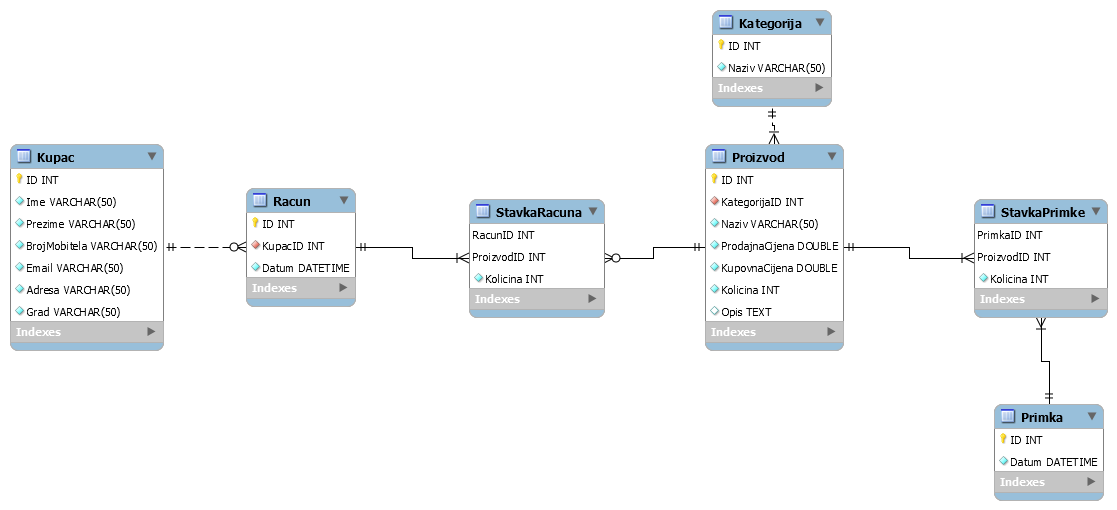 Kategorija
ID INT
Naziv VARCHAR(50)
Indexes
Kupac
ID INT
Ime VARCHAR(50)
Prezime VARCHAR(50)
BrojMobitela VARCHAR(50)
Email VARCHAR(50)
Adresa VARCHAR(50)
Grad VARCHAR(50)
Indexes
Racun
ID INT
KupacID INT
Datum DATETIME
Indexes
StavkaRacuna
RacunID INT
ProizvodID INT
Kolicina INT
Indexes
Proizvod
ID INT
KategorijaID INT
Naziv VARCHAR(50)
ProdajnaCijena DOUBLE
KupovnaCijena DOUBLE
Kolicina INT
Opis TEXT
Indexes
StavkaPrimke
PrimkaID INT
ProizvodID INT
Kolicina INT
Indexes
Primka
ID INT
Datum DATETIME
Indexes